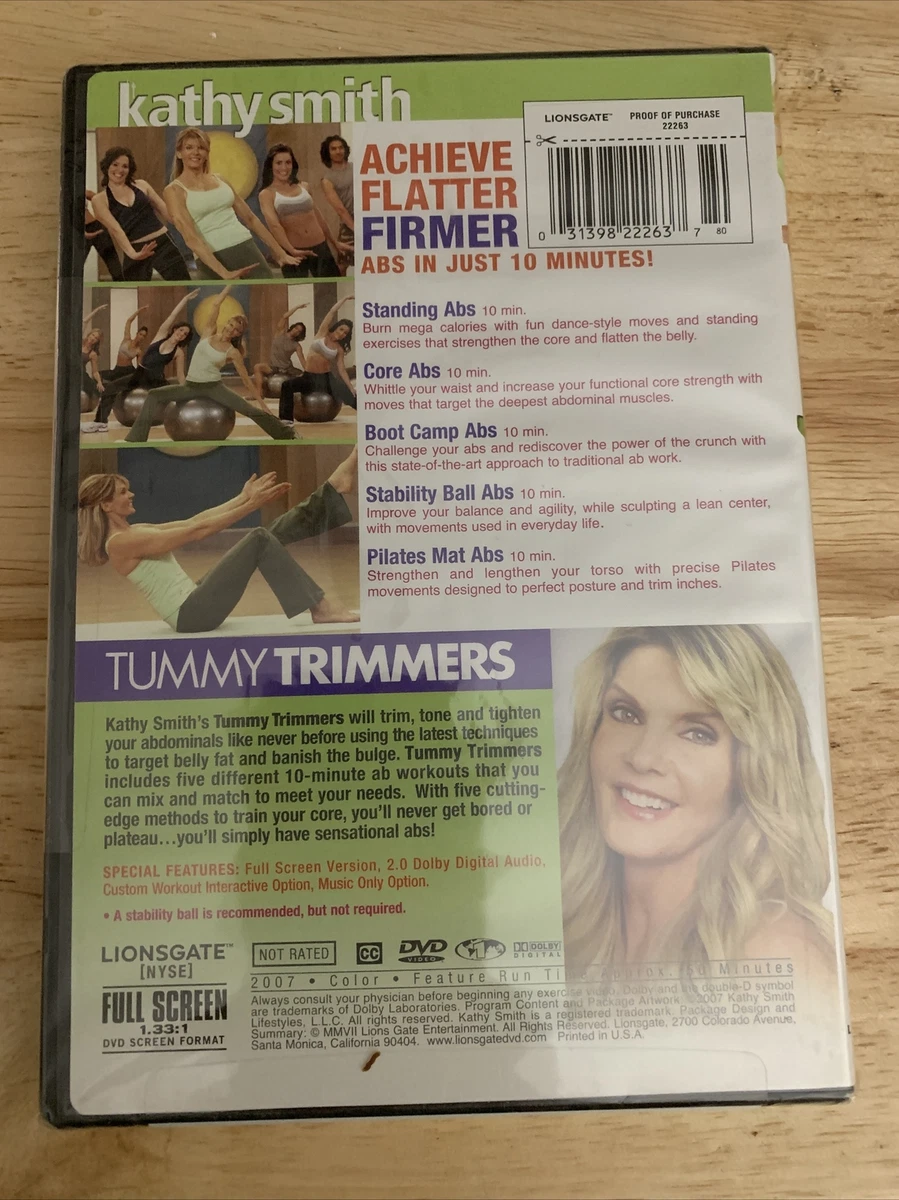 kathy smith
LIONSGATE™ PROOF OF PURCHASE
22263
0 31398 22263 7 80
ACHIEVE
FLATTER
FIRMER
ABS IN JUST 10 MINUTES!
Standing Abs 10 min.
Burn mega calories with fun dance-style moves and standing
exercises that strengthen the core and flatten the belly.
Core Abs 10 min.
Whittle your waist and increase your functional core strength with
moves that target the deepest abdominal muscles.
Boot Camp Abs 10 min.
Challenge your abs and rediscover the power of the crunch with
this state-of-the-art approach to traditional ab work.
Stability Ball Abs 10 min.
Improve your balance and agility, while sculpting a lean center,
with movements used in everyday life.
Pilates Mat Abs 10 min.
Strengthen and lengthen your torso with precise Pilates
movements designed to perfect posture and trim inches.
TUMMY TRIMMERS
Kathy Smith's Tummy Trimmers will trim, tone and tighten
your abdominals like never before using the latest techniques
to target belly fat and banish the bulge. Tummy Trimmers
includes five different 10-minute ab workouts that you
can mix and match to meet your needs. With five cutting-
edge methods to train your core, you'll never get bored or
plateau...you'll simply have sensational abs!
SPECIAL FEATURES: Full Screen Version, 2.0 Dolby Digital Audio,
Custom Workout Interactive Option, Music Only Option.
• A stability ball is recommended, but not required.
LIONSGATE™
[NYSE]
NOT RATED CC DVD VIDEO 1 DOLBY DIGITAL
FULL SCREEN
1.33:1
DVD SCREEN FORMAT
2007 • Color • Feature Run Time Approx. 56 Minutes
Always consult your physician before beginning any exercise video. Dolby and the double-D symbol
are trademarks of Dolby Laboratories. Program Content and Package Artwork © 2007 Kathy Smith
Lifestyles, L.L.C. All rights reserved. Kathy Smith is a registered trademark. Package Design and
Summary: © MMVII Lions Gate Entertainment. All Rights Reserved. Lionsgate, 2700 Colorado Avenue,
Santa Monica, California 90404. www.lionsgatedvd.com Printed in U.S.A.